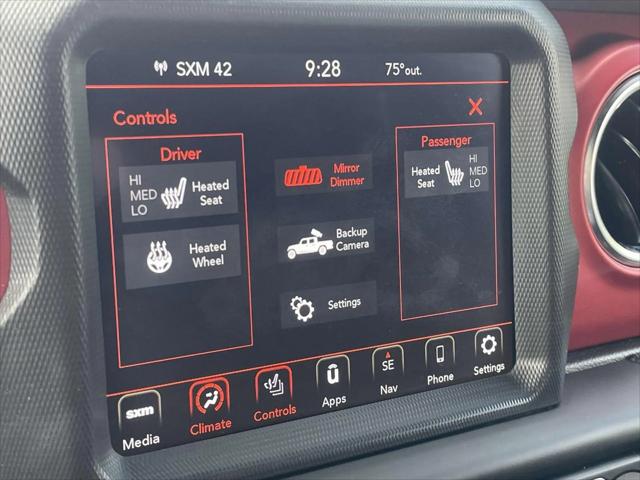 SXM 42 9:28 75° out.
Controls X
Driver
HI
MED
LO
Heated
Seat
Heated
Wheel
Mirror
Dimmer
Backup
Camera
Settings
Passenger
Heated
Seat
HI
MED
LO
sxm
Media
Climate
Controls
u
Apps
SE
Nav
Phone
Settings